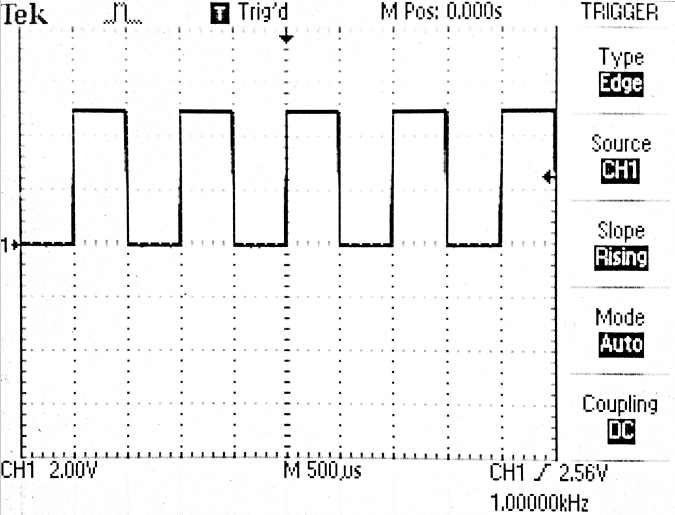 Tek T Trig'd M Pos: 0.000s TRIGGER
Type
Edge
Source
CH1
Slope
Rising
Mode
Auto
Coupling
DC
1
CH1 2.00V M 500µs CH1 2.56V
1.00000kHz